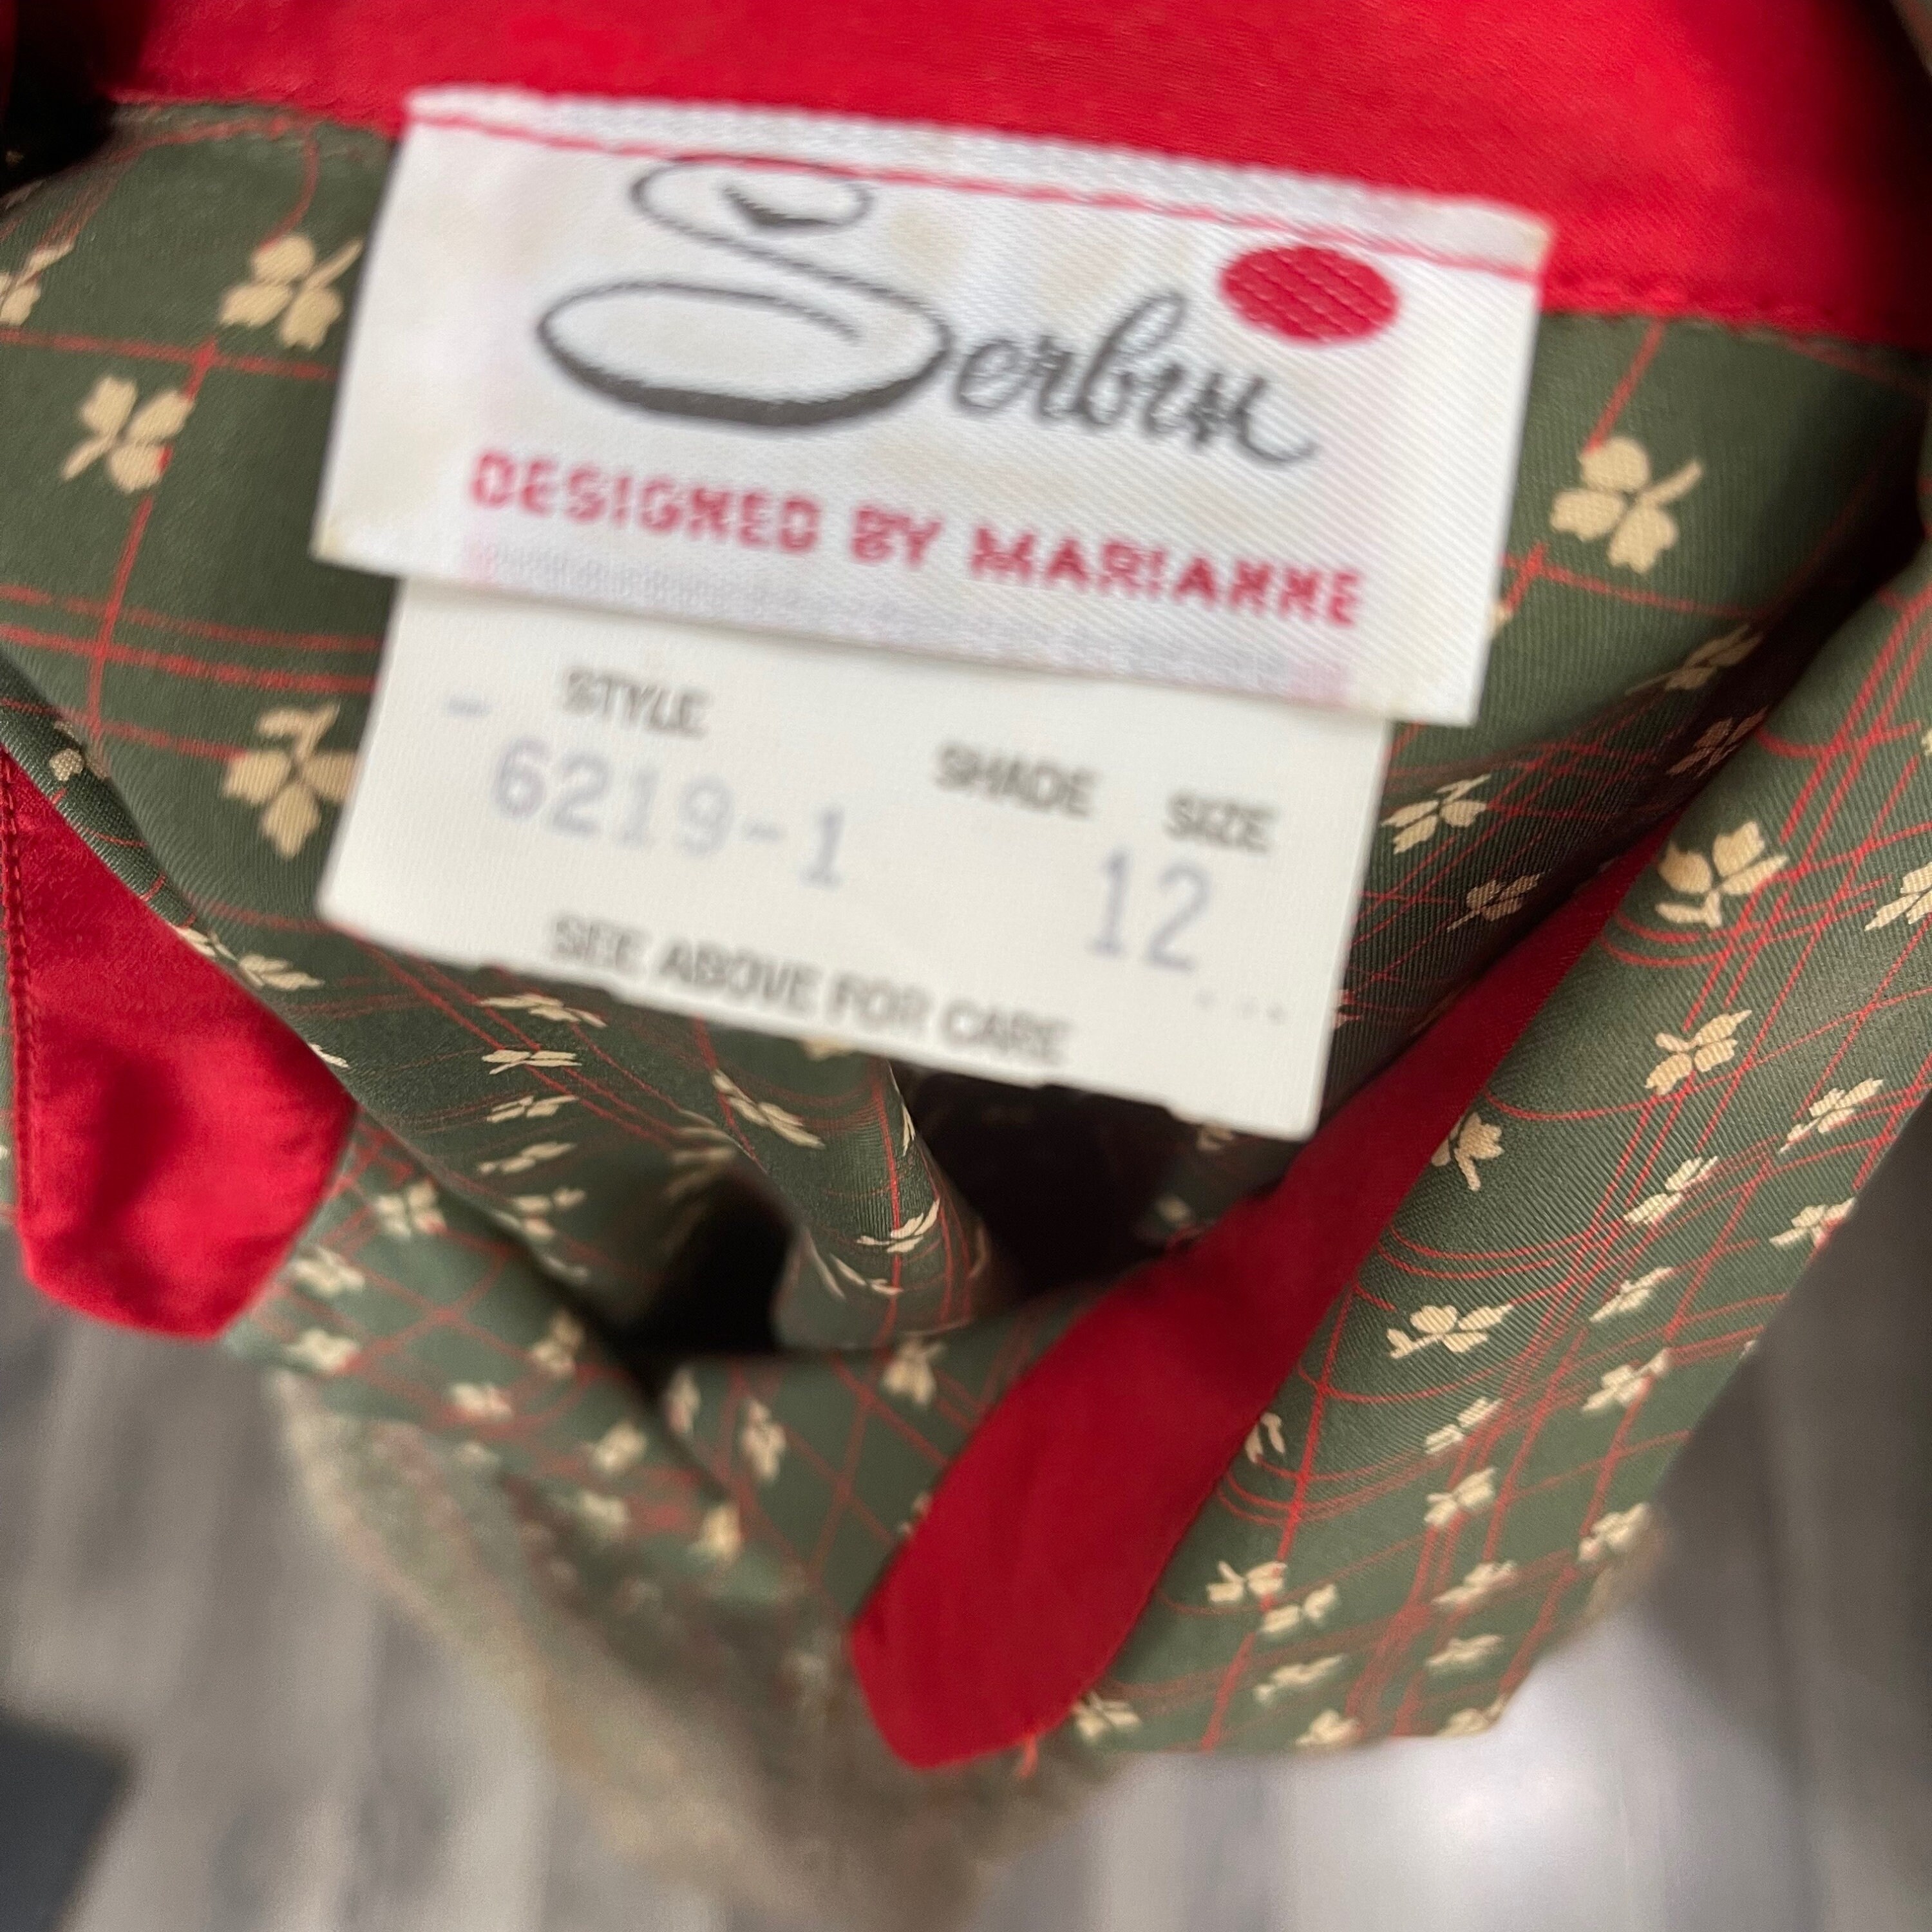 Serbin
DESIGNED BY MARIANNE
STYLE SHADE SIZE
- 6219-1 12
SEE ABOVE FOR CARE